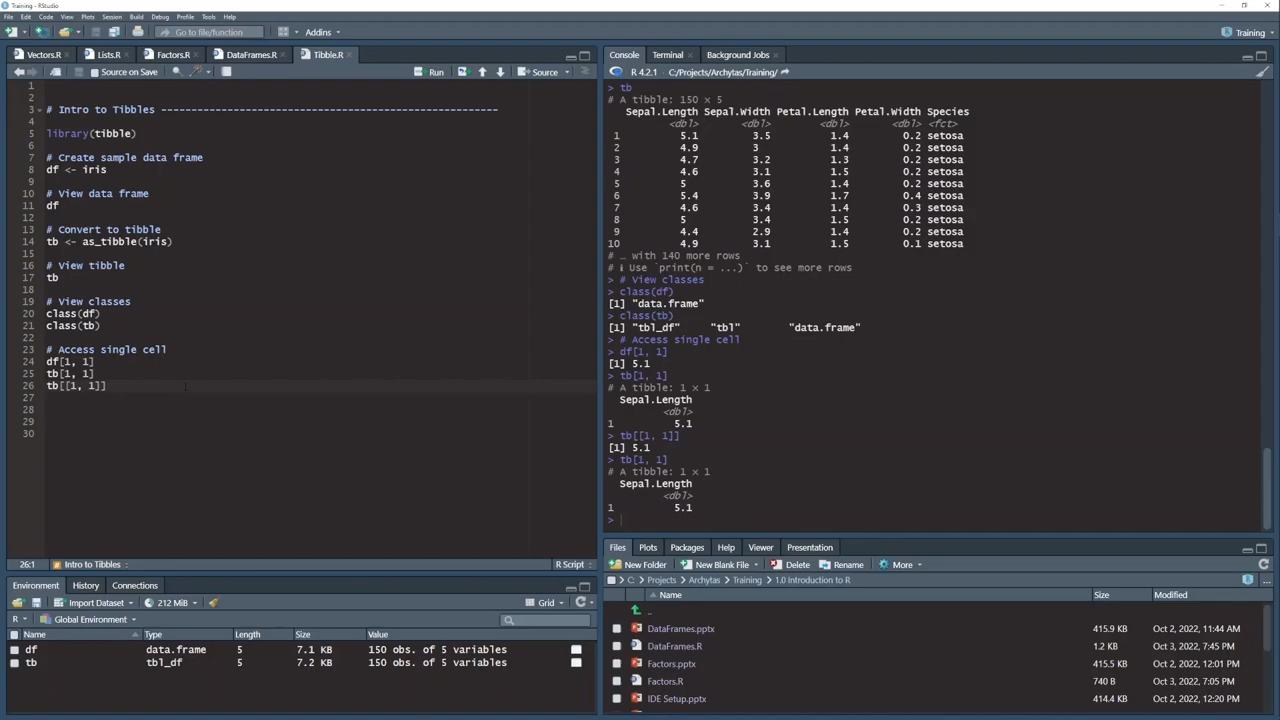 Training - RStudio
File Edit Code View Plots Session Build Debug Profile Tools Help
Go to file/function Addins Training
Vectors.R Lists.R Factors.R DataFrames.R Tibble.R
Source on Save Run Source
1
2
3 # Intro to Tibbles ---------------------------------------------------------
4
5 library(tibble)
6
7 # Create sample data frame
8 df <- iris
9
10 # View data frame
11 df
12
13 # Convert to tibble
14 tb <- as_tibble(iris)
15
16 # View tibble
17 tb
18
19 # View classes
20 class(df)
21 class(tb)
22
23 # Access single cell
24 df[1, 1]
25 tb[1, 1]
26 tb[[1, 1]]
27
28
29
30
26:1 Intro to Tibbles R Script
Environment History Connections
Import Dataset 212 MiB Grid
R Global Environment
Name Type Length Size Value
df data.frame 5 7.1 KB 150 obs. of 5 variables
tb tbl_df 5 7.2 KB 150 obs. of 5 variables
Console Terminal Background Jobs
R 4.2.1 C:/Projects/Archytas/Training/
> tb
# A tibble: 150 × 5
Sepal.Length Sepal.Width Petal.Length Petal.Width Species
<dbl> <dbl> <dbl> <dbl> <fct>
1 5.1 3.5 1.4 0.2 setosa
2 4.9 3 1.4 0.2 setosa
3 4.7 3.2 1.3 0.2 setosa
4 4.6 3.1 1.5 0.2 setosa
5 5 3.6 1.4 0.2 setosa
6 5.4 3.9 1.7 0.4 setosa
7 4.6 3.4 1.4 0.3 setosa
8 5 3.4 1.5 0.2 setosa
9 4.4 2.9 1.4 0.2 setosa
10 4.9 3.1 1.5 0.1 setosa
# … with 140 more rows
# ℹ Use `print(n = ...)` to see more rows
> # View classes
> class(df)
[1] "data.frame"
> class(tb)
[1] "tbl_df" "tbl" "data.frame"
> # Access single cell
> df[1, 1]
[1] 5.1
> tb[1, 1]
# A tibble: 1 × 1
Sepal.Length
<dbl>
1 5.1
> tb[[1, 1]]
[1] 5.1
> tb[1, 1]
# A tibble: 1 × 1
Sepal.Length
<dbl>
1 5.1
>
Files Plots Packages Help Viewer Presentation
New Folder New Blank File Delete Rename More
C: Projects Archytas Training 1.0 Introduction to R ...
Name Size Modified
..
DataFrames.pptx 415.9 KB Oct 2, 2022, 11:44 AM
DataFrames.R 1.2 KB Oct 3, 2022, 7:45 PM
Factors.pptx 415.5 KB Oct 2, 2022, 12:01 PM
Factors.R 740 B Oct 3, 2022, 7:05 PM
IDE Setup.pptx 414.4 KB Oct 2, 2022, 12:20 PM